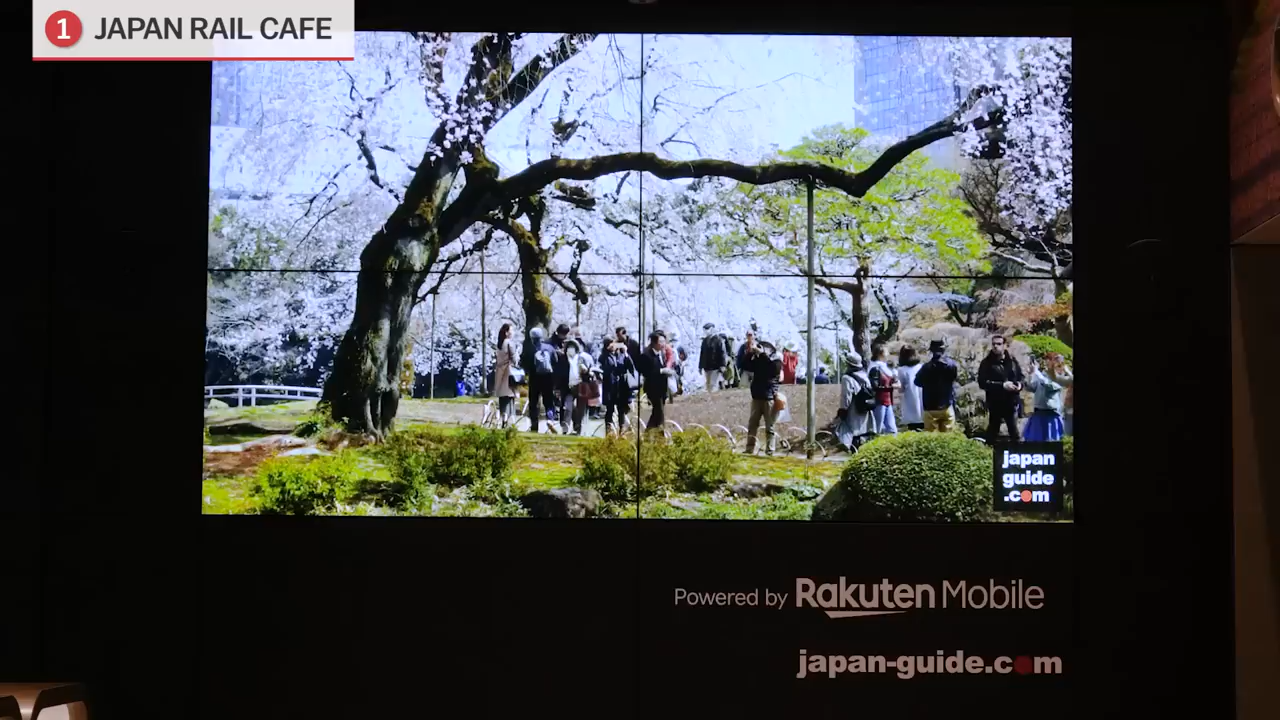 1 JAPAN RAIL CAFE
japan
guide
.com
Powered by Rakuten Mobile
japan-guide.com